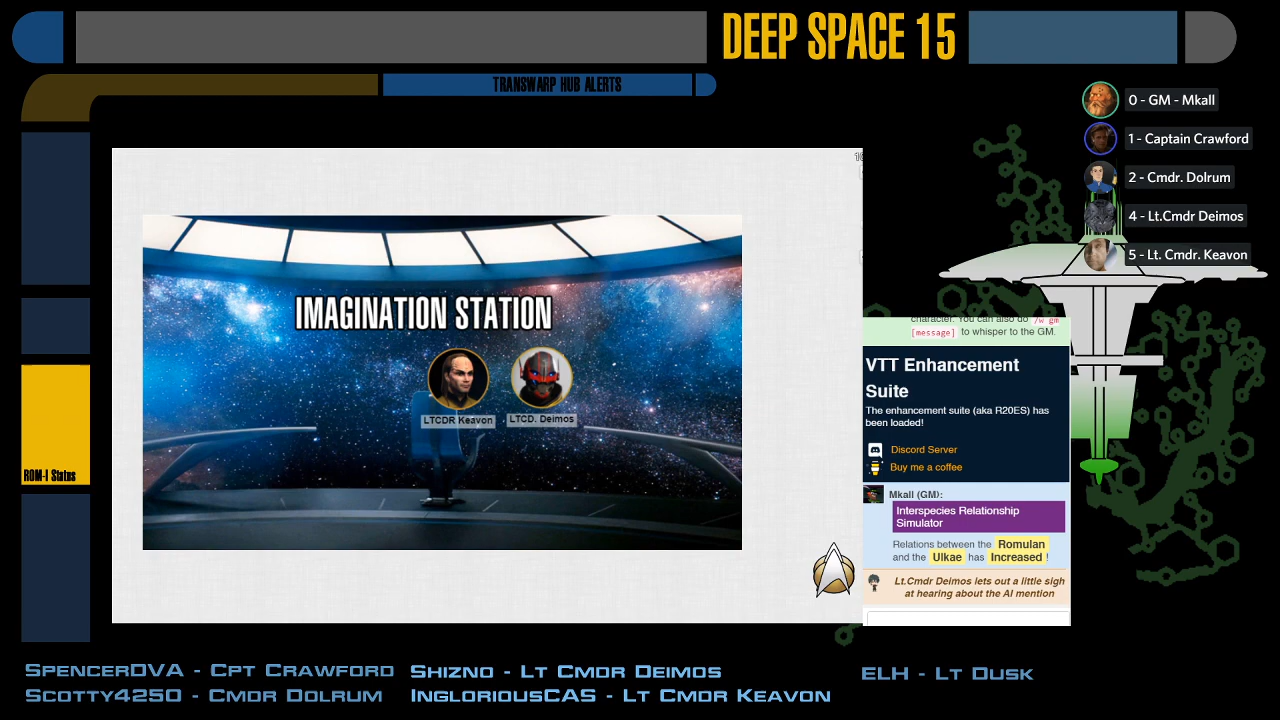 DEEP SPACE 15
TRANSWARP HUB ALERTS
0 - GM - Mkall
1 - Captain Crawford
2 - Cmdr. Dolrum
4 - Lt.Cmdr Deimos
5 - Lt. Cmdr. Keavon
IMAGINATION STATION
LTCDR Keavon
LTCD. Deimos
character. You can also do /w gm
[message] to whisper to the GM.
VTT Enhancement
Suite
The enhancement suite (aka R20ES) has
been loaded!
Discord Server
Buy me a coffee
Mkall (GM):
Interspecies Relationship
Simulator
Relations between the Romulan
and the Ulkae has Increased !
Lt.Cmdr Deimos lets out a little sigh
at hearing about the AI mention
ROM-I Status
SpencerDVA - Cpt Crawford
Scotty4250 - Cmdr Dolrum
Shizno - Lt Cmdr Deimos
IngloriousCAS - Lt Cmdr Keavon
ELH - Lt Dusk